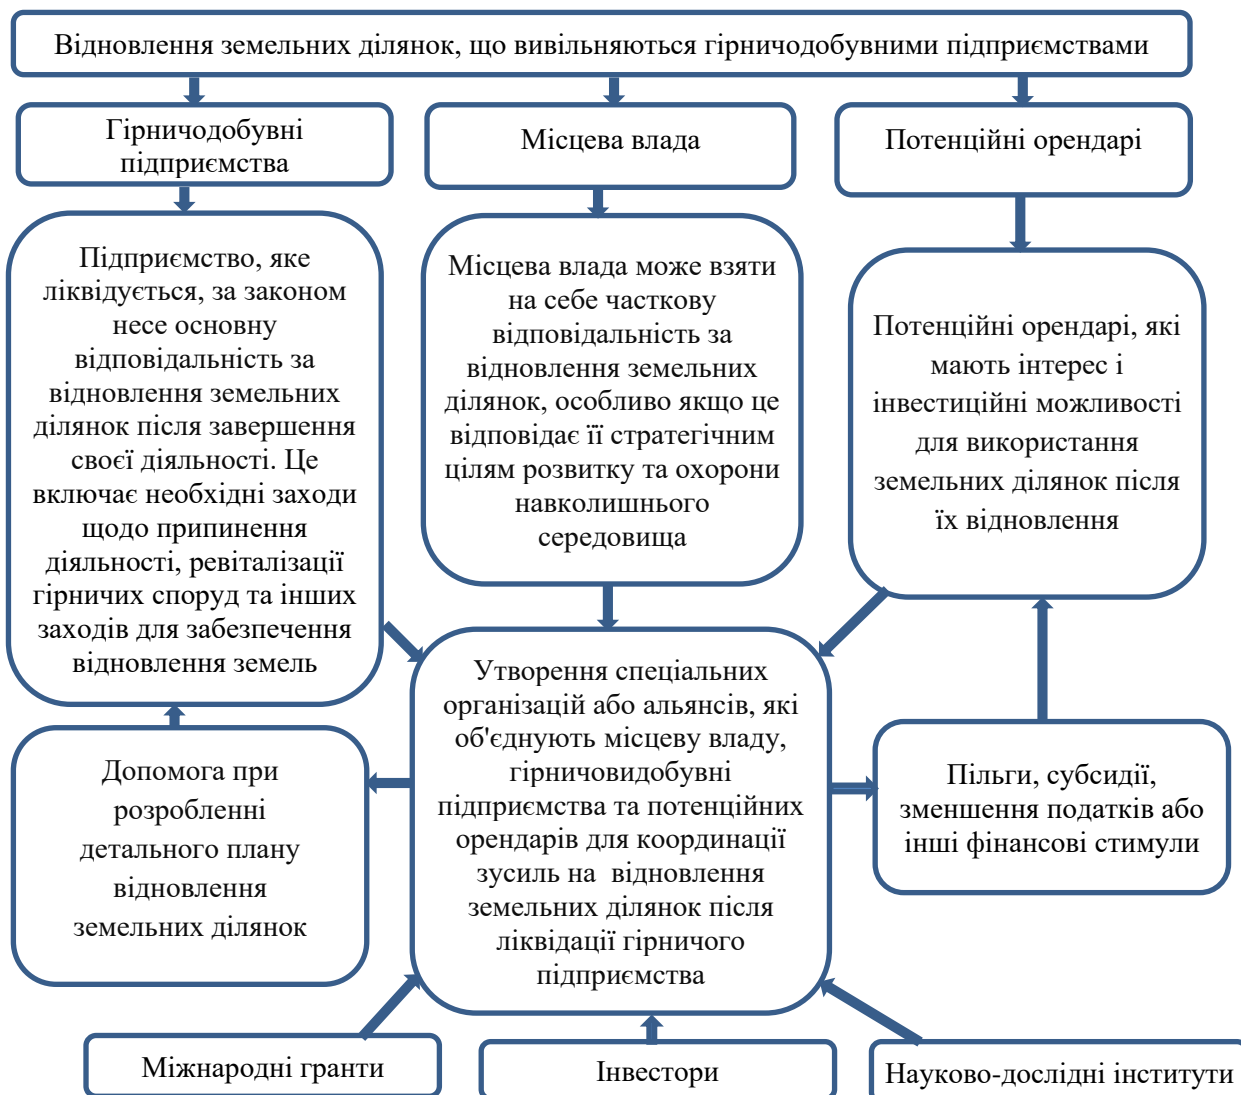 Відновлення земельних ділянок, що вивільняються гірничодобувними підприємствами
Гірничодобувні
підприємства
Місцева влада
Потенційні орендарі
Підприємство, яке
ліквідується, за законом
несе основну
відповідальність за
відновлення земельних
ділянок після завершення
своєї діяльності. Це
включає необхідні заходи
щодо припинення
діяльності, ревіталізації
гірничих споруд та інших
заходів для забезпечення
відновлення земель
Місцева влада може взяти
на себе часткову
відповідальність за
відновлення земельних
ділянок, особливо якщо це
відповідає її стратегічним
цілям розвитку та охорони
навколишнього
середовища
Потенційні орендарі, які
мають інтерес і
інвестиційні можливості
для використання
земельних ділянок після
їх відновлення
Допомога при
розробленні
детального плану
відновлення
земельних ділянок
Утворення спеціальних
організацій або альянсів, які
об'єднують місцеву владу,
гірничовидобувні
підприємства та потенційних
орендарів для координації
зусиль на відновлення
земельних ділянок після
ліквідації гірничого
підприємства
Пільги, субсидії,
зменшення податків або
інші фінансові стимули
Міжнародні гранти
Інвестори
Науково-дослідні інститути